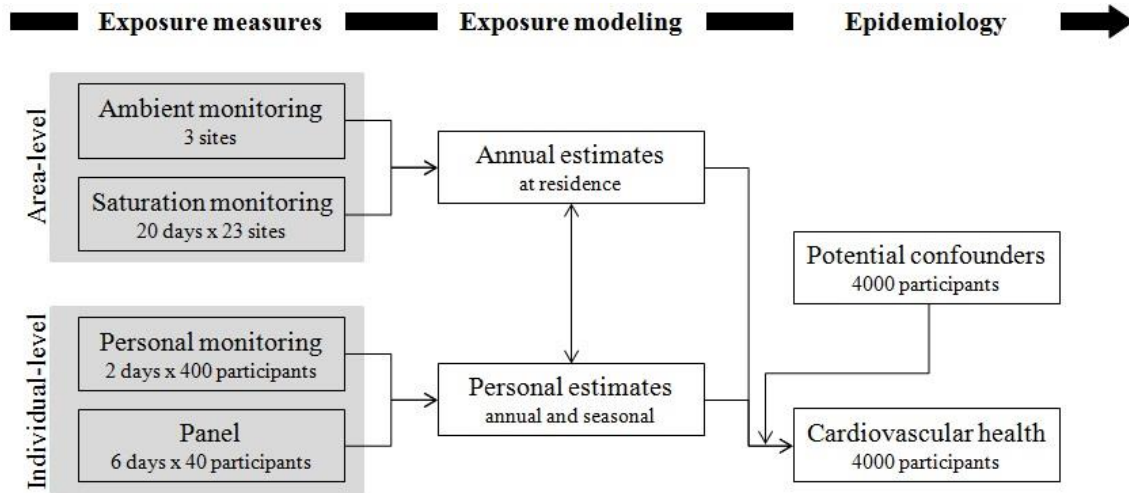 Exposure measures
Exposure modeling
Epidemiology
Area-level
Ambient monitoring
3 sites
Saturation monitoring
20 days x 23 sites
Annual estimates
at residence
Potential confounders
4000 participants
Individual-level
Personal monitoring
2 days x 400 participants
Panel
6 days x 40 participants
Personal estimates
annual and seasonal
Cardiovascular health
4000 participants